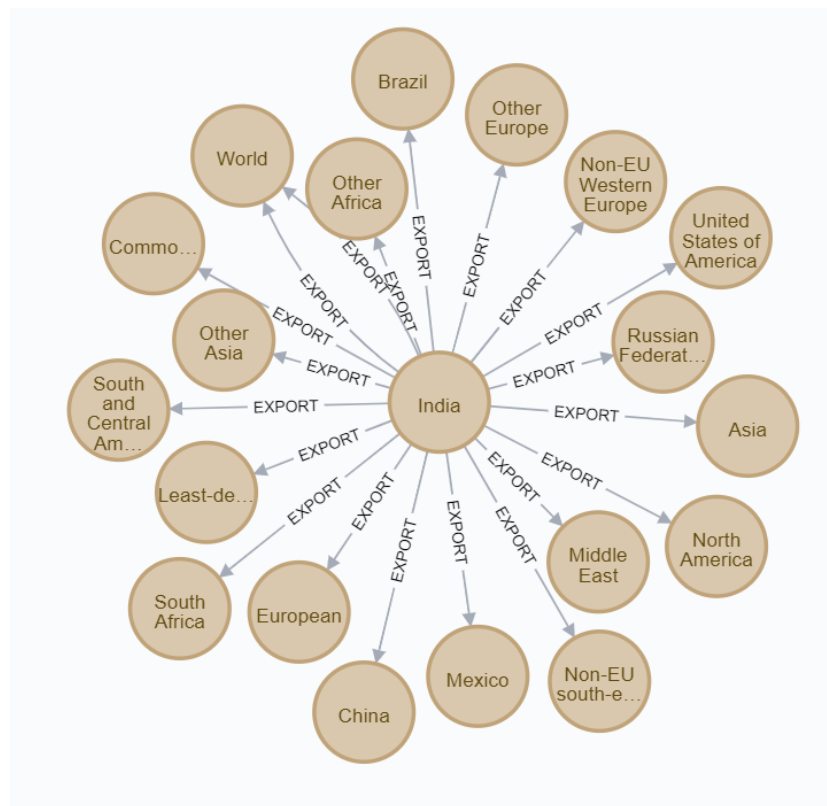 Brazil
Other
Europe
World
Other
Africa
Non-EU
Western
Europe
United
States of
America
Commo…
EXPORT
EXPORT
EXPORT
EXPORT
EXPORT
EXPORT
EXPORT
EXPORT
Other
Asia
Russian
Federat…
EXPORT
EXPORT
South
and
Central
Am…
EXPORT
India
EXPORT
Asia
EXPORT
EXPORT
EXPORT
Least-de…
EXPORT
EXPORT
EXPORT
EXPORT
EXPORT
North
America
Middle
East
South
Africa
European
Mexico
Non-EU
south-e…
China